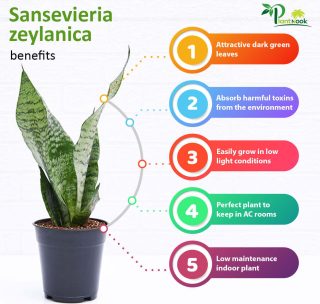 Sansevieria
zeylanica
benefits
PlantNook
1
Attractive dark green
leaves
2
Absorb harmful toxins
from the environment
3
Easily grow in low
light conditions
4
Perfect plant to
keep in AC rooms
5
Low maintenance
indoor plant